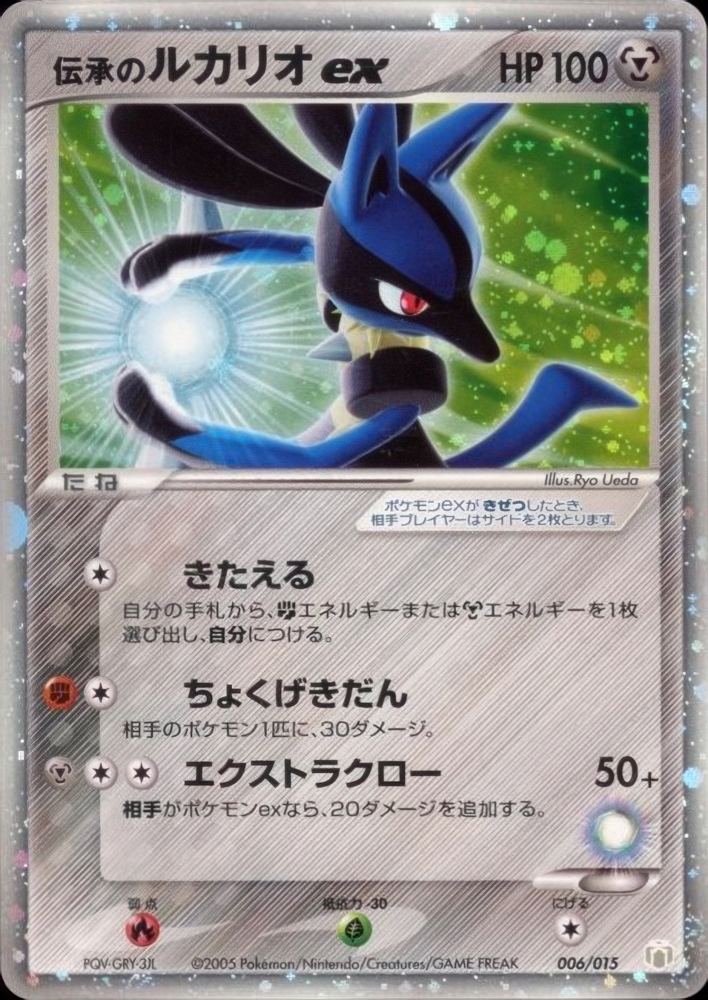 伝承のルカリオex HP100
たね Illus.Ryo Ueda
ポケモンexが きぜつしたとき、
相手プレイヤーはサイドを2枚とります。
きたえる
自分の手札から、エネルギーまたはエネルギーを1枚
選び出し、自分につける。
ちょくげきだん
相手のポケモン1匹に、30ダメージ。
エクストラクロー 50+
相手がポケモンexなら、20ダメージを追加する。
弱点 抵抗力 -30 にげる
PQV-GRY-3JL ©2005 Pokémon/Nintendo/Creatures/GAME FREAK 006/015